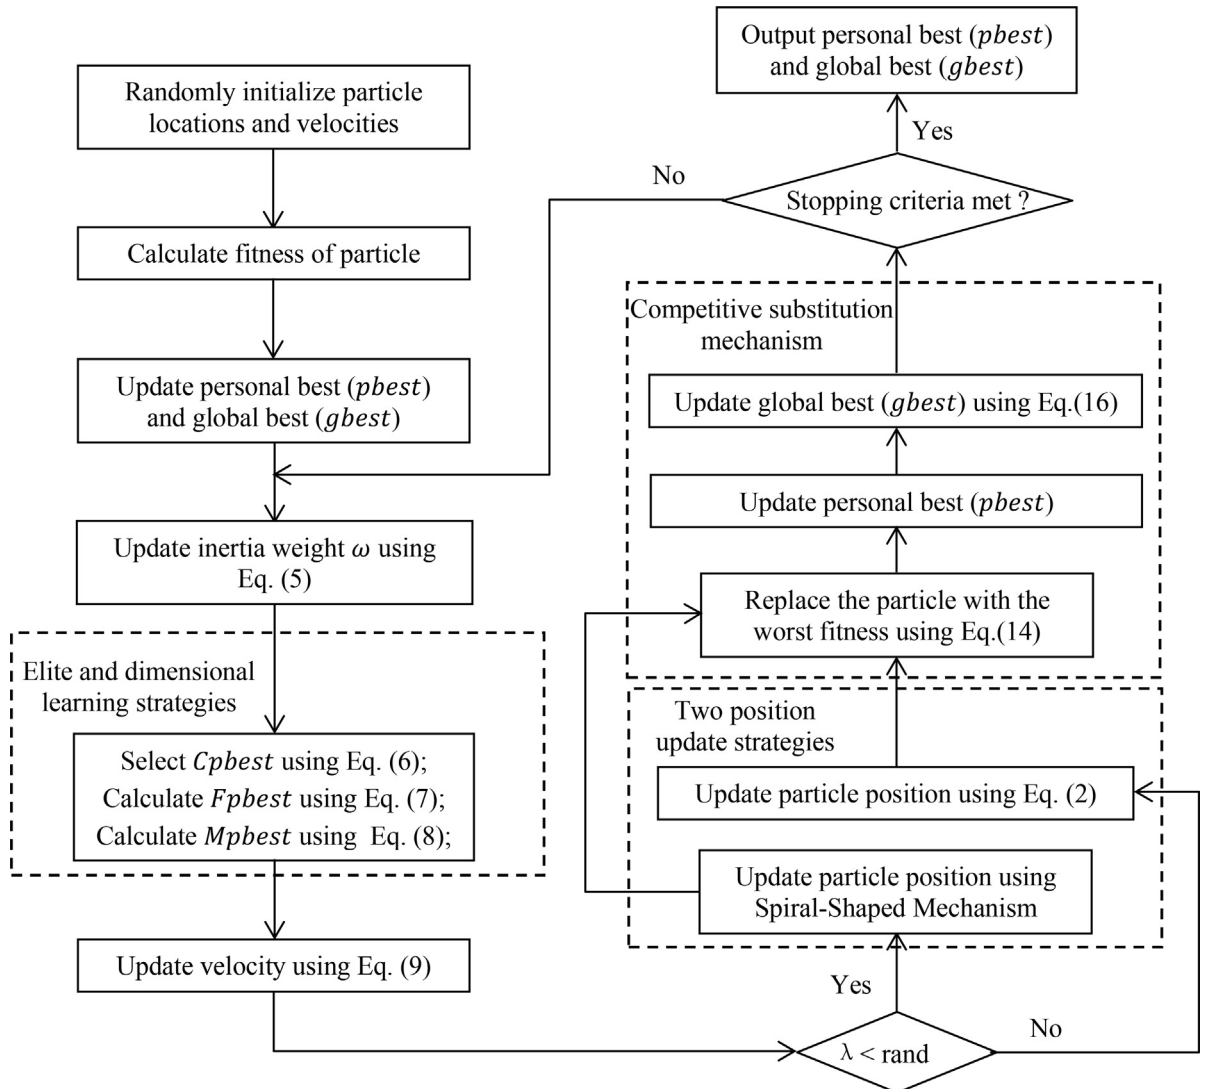 Randomly initialize particle
locations and velocities
Calculate fitness of particle
Update personal best (pbest)
and global best (gbest)
Update inertia weight ω using
Eq. (5)
Elite and dimensional
learning strategies
Select Cpbest using Eq. (6);
Calculate Fpbest using Eq. (7);
Calculate Mpbest using Eq. (8);
Update velocity using Eq. (9)
λ < rand
Yes
No
Update particle position using
Spiral-Shaped Mechanism
Update particle position using Eq. (2)
Two position
update strategies
Replace the particle with the
worst fitness using Eq.(14)
Update personal best (pbest)
Update global best (gbest) using Eq.(16)
Competitive substitution
mechanism
Stopping criteria met ?
No
Yes
Output personal best (pbest)
and global best (gbest)